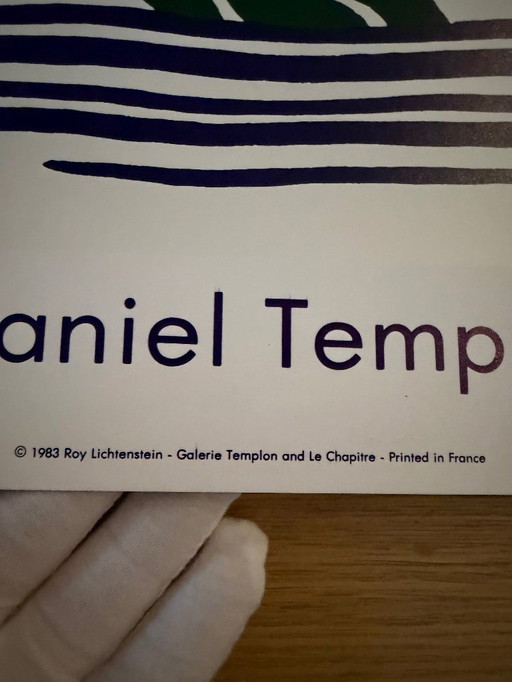 aniel Temp
© 1983 Roy Lichtenstein - Galerie Templon and Le Chapitre - Printed in France